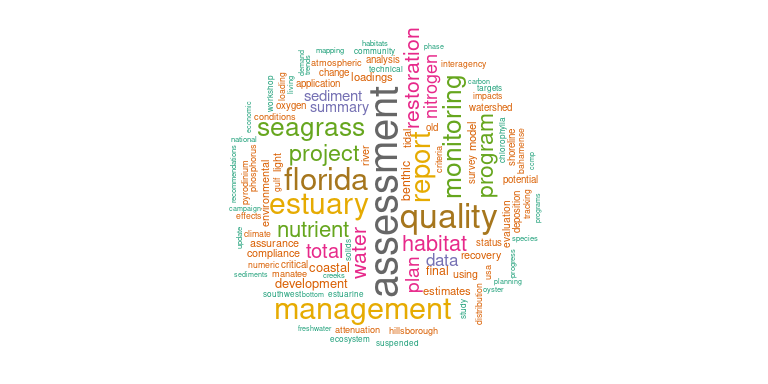 habitats
phase
mapping
community
demand
trends
atmospheric
analysis
restoration
nitrogen
interagency
change
technical
workshop
loading
living
application
loadings
carbon
targets
sediment
monitoring
impacts
oxygen
summary
watershed
economic
conditions
assessment
seagrass
tidal
old
report
model
program
chlorophylla
shoreline
bahamense
national
project
river
criteria
survey
ccmp
recommendations
pyrodinium
phosphorus
environmental
gulf
light
florida
benthic
potential
campaign
effects
estuary
quality
evaluation
deposition
tracking
programs
update
climate
nutrient
assurance
compliance
total
solids
water
habitat
status
species
numeric
critical
coastal
plan
data
recovery
progress
sediments
manatee
creeks
final
using
usa
planning
development
estimates
oyster
southwest
bottom
estuarine
management
study
distribution
freshwater
attenuation
hillsborough
ecosystem
suspended